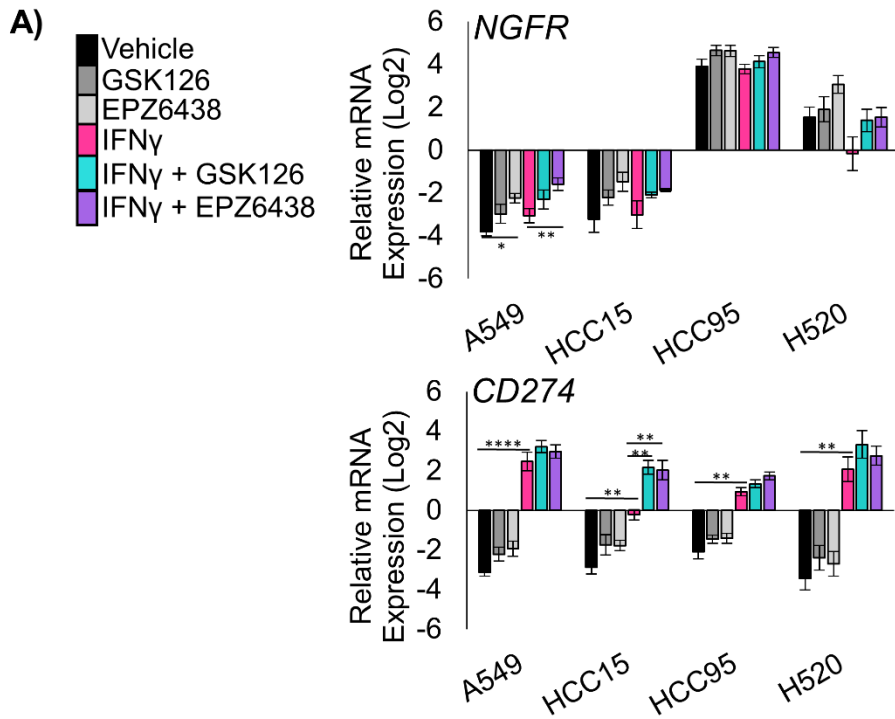 A)
Vehicle
GSK126
EPZ6438
IFNγ
IFNγ + GSK126
IFNγ + EPZ6438
NGFR
Relative mRNA
Expression (Log2)
6
4
2
0
-2
-4
-6
*
**
A549
HCC15
HCC95
H520
CD274
Relative mRNA
Expression (Log2)
6
4
2
0
-2
-4
-6
****
**
**
**
**
**
A549
HCC15
HCC95
H520